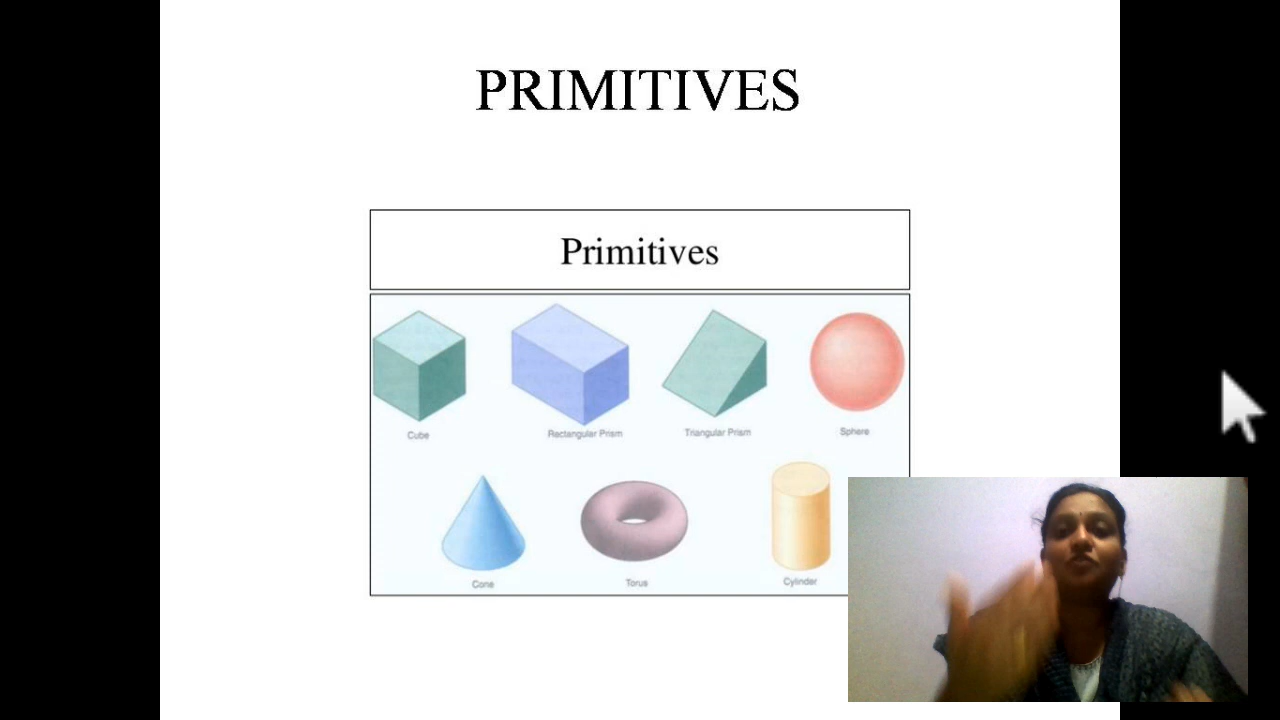 PRIMITIVES
Primitives
Cube
Rectangular Prism
Triangular Prism
Sphere
Cone
Torus
Cylinder